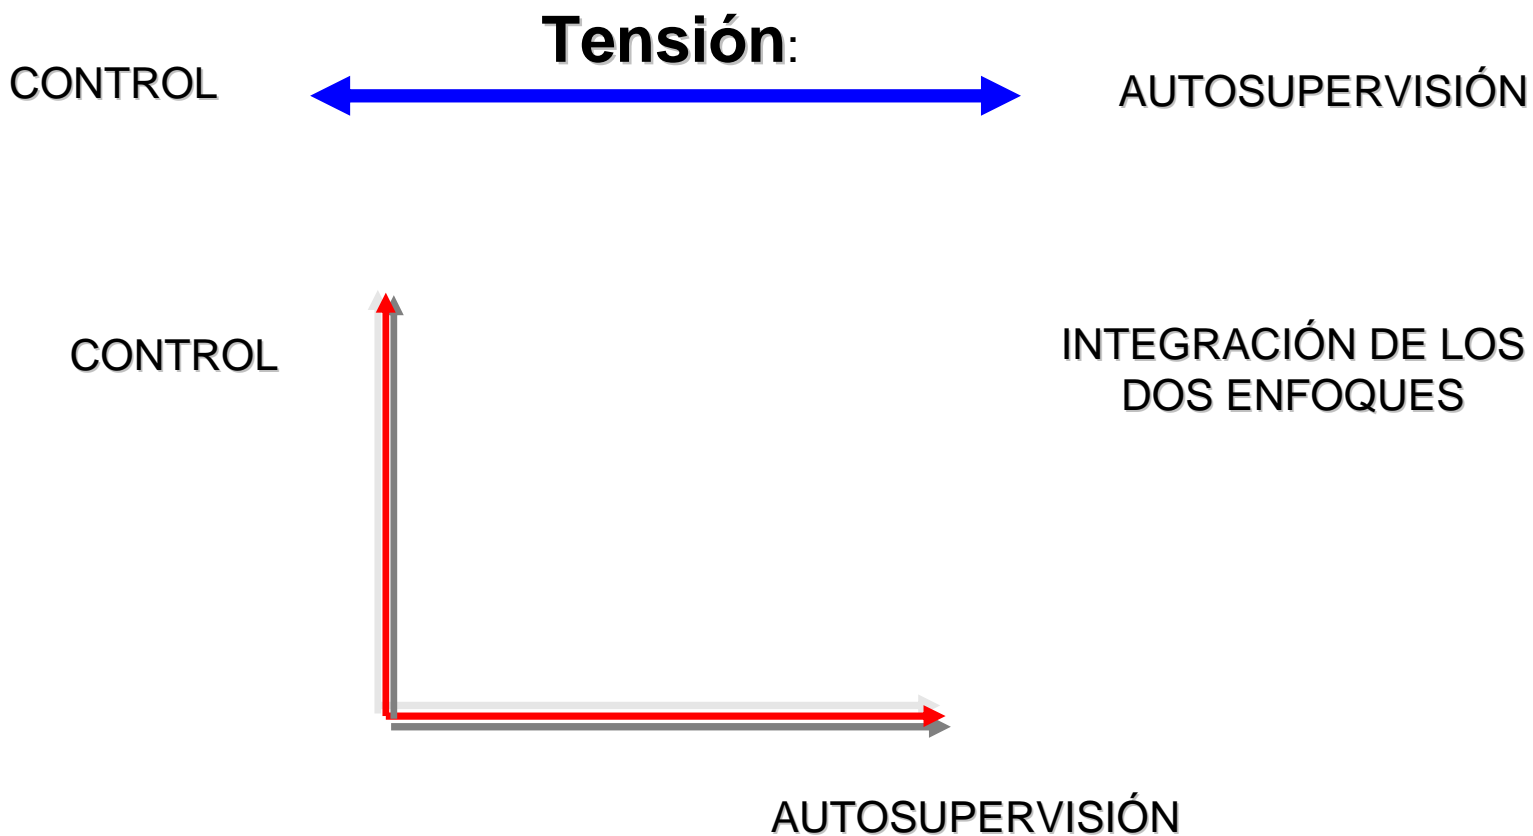 Tensión:
CONTROL
AUTOSUPERVISIÓN
CONTROL
INTEGRACIÓN DE LOS
DOS ENFOQUES
AUTOSUPERVISIÓN